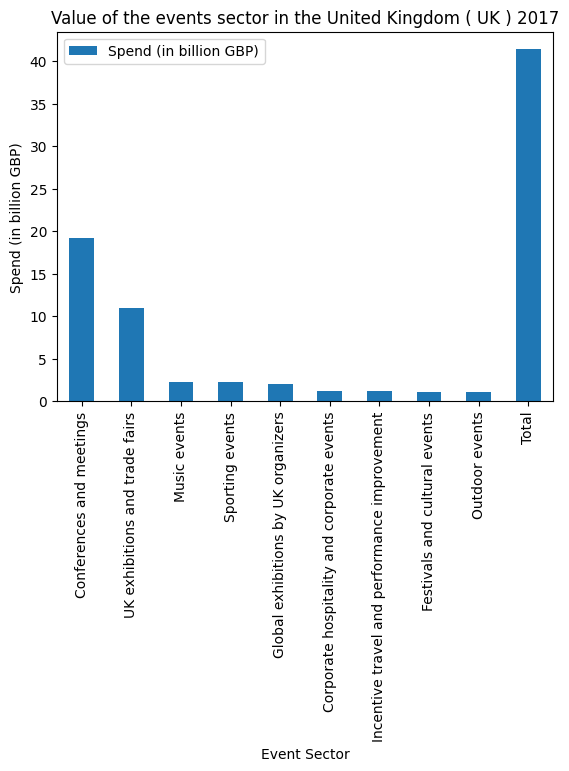 Value of the events sector in the United Kingdom ( UK ) 2017
Spend (in billion GBP)
Spend (in billion GBP)
40
35
30
25
20
15
10
5
0
Conferences and meetings
UK exhibitions and trade fairs
Music events
Sporting events
Global exhibitions by UK organizers
Corporate hospitality and corporate events
Incentive travel and performance improvement
Festivals and cultural events
Outdoor events
Total
Event Sector